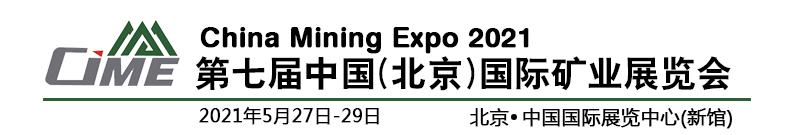 CIME
China Mining Expo 2021
第七届中国(北京)国际矿业展览会
2021年5月27日-29日
北京•中国国际展览中心(新馆)